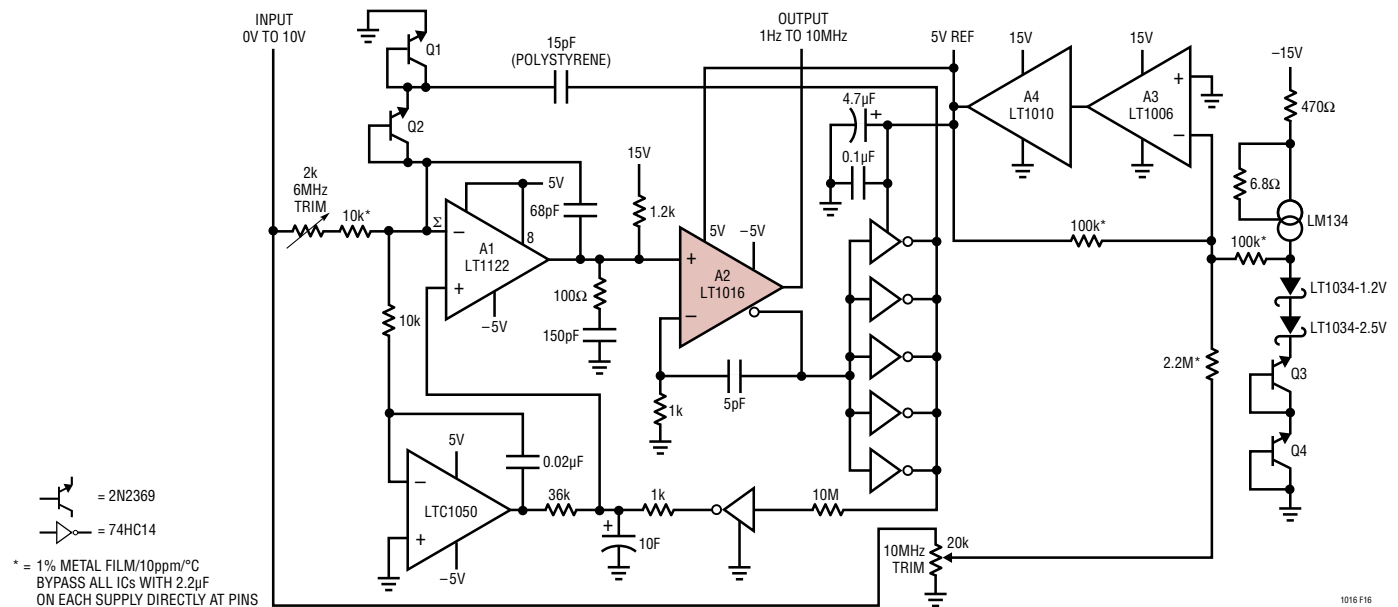 INPUT
0V TO 10V
Q1
15pF
(POLYSTYRENE)
OUTPUT
1Hz TO 10MHz
5V REF
15V
A4
LT1010
15V
A3
LT1006
+
−
−15V
470Ω
Q2
4.7µF
+
0.1µF
6.8Ω
LM134
2k
6MHz
TRIM
10k*
Σ
−
+
A1
LT1122
5V
8
−5V
68pF
15V
1.2k
100Ω
150pF
+
−
A2
LT1016
5V
−5V
100k*
100k*
LT1034-1.2V
LT1034-2.5V
10k
1k
5pF
2.2M*
Q3
Q4
5V
−
+
LTC1050
−5V
0.02µF
36k
1k
10M
+
10F
10MHz
TRIM
20k
= 2N2369
= 74HC14
* = 1% METAL FILM/10ppm/°C
BYPASS ALL ICs WITH 2.2µF
ON EACH SUPPLY DIRECTLY AT PINS
1016 F16